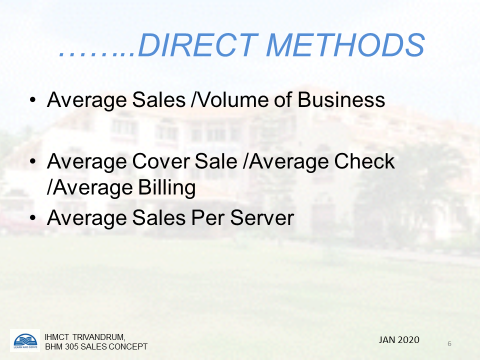 ……..DIRECT METHODS
• Average Sales /Volume of Business
• Average Cover Sale /Average Check
/Average Billing
• Average Sales Per Server
IHMCT TRIVANDRUM,
BHM 305 SALES CONCEPT
JAN 2020
6